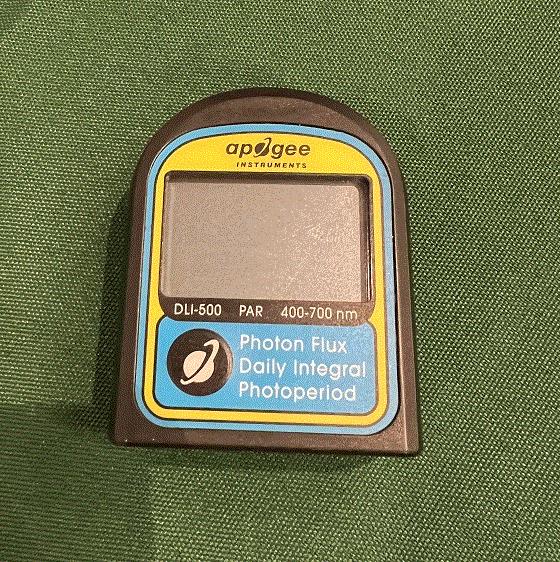 apogee
INSTRUMENTS
DLI-500 PAR 400-700 nm
Photon Flux
Daily Integral
Photoperiod